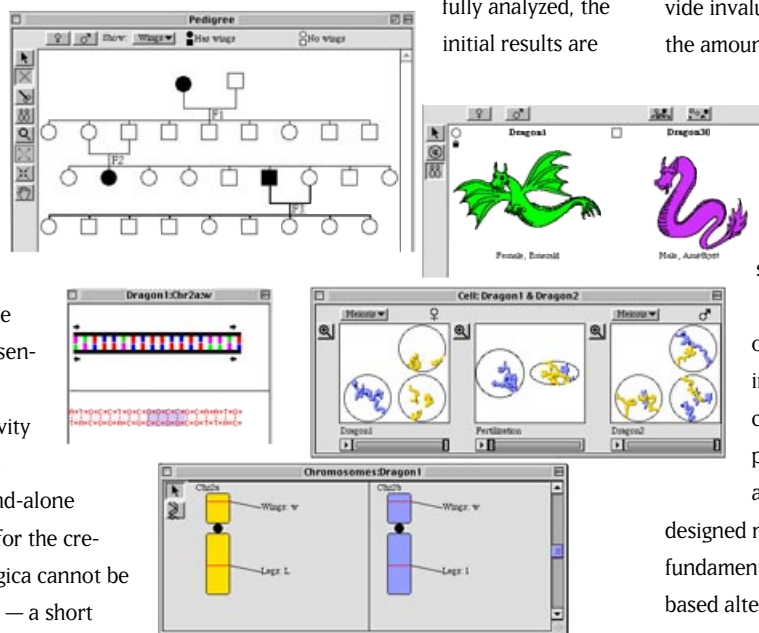 fully analyzed, the
initial results are
vide invalu
the amoun
Pedigree
Show: Wings Has wings No wings
F1
F2
F3
Dragon1 Dragon30
Female, Emerald Male, Amethyst
s
e
sen-
vity
nd-alone
for the cre-
gica cannot be
— a short
Dragon1:Chr2a:w
Cell: Dragon1 & Dragon2
Meiosis ♀ Meiosis ♂
Dragon1 Fertilization Dragon2
Chromosomes:Dragon1
Chr2a Chr2b
Wings: w Wings: w
Legs: L Legs: l
o
i
c
p
a
designed n
fundament
based alte